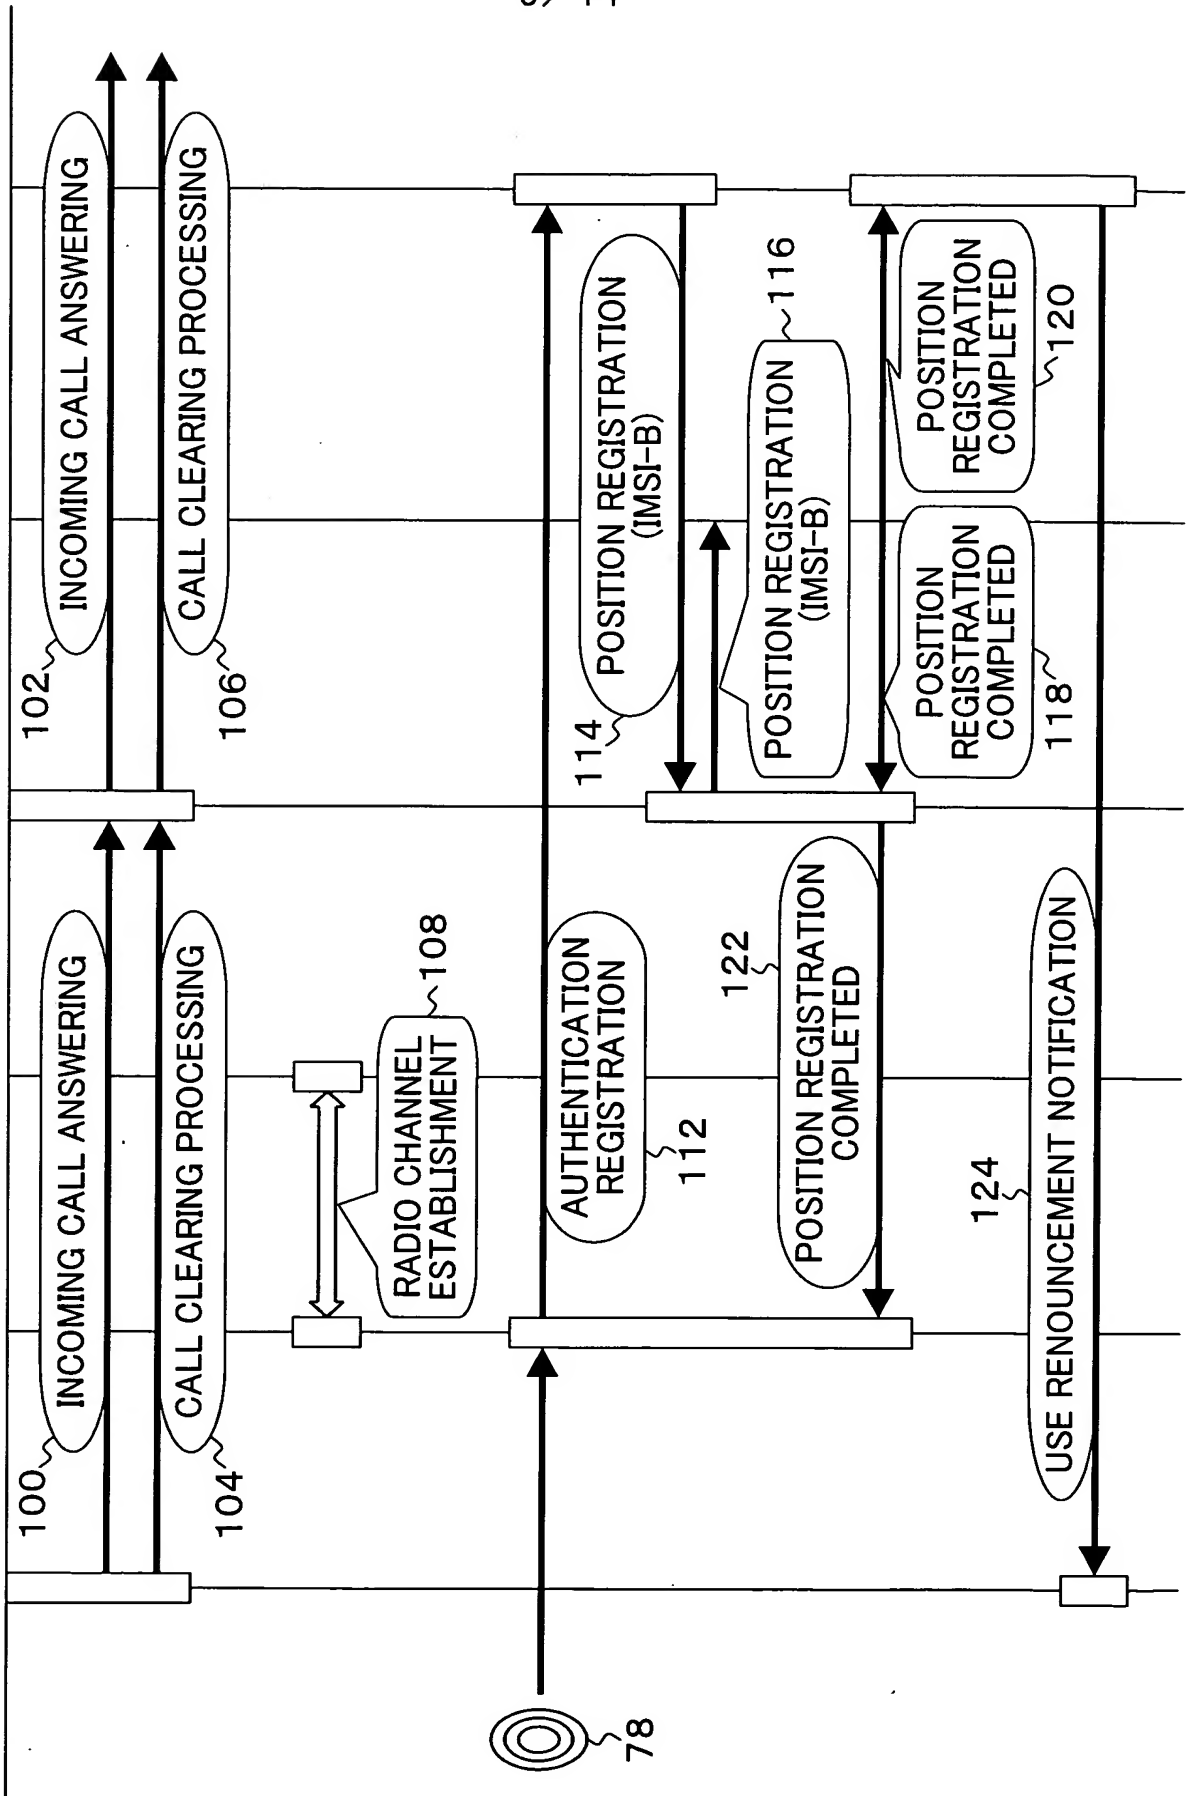 100
INCOMING CALL ANSWERING
102
INCOMING CALL ANSWERING
104
CALL CLEARING PROCESSING
106
CALL CLEARING PROCESSING
RADIO CHANNEL
ESTABLISHMENT
108
78
AUTHENTICATION
REGISTRATION
112
114
POSITION REGISTRATION
(IMSI-B)
POSITION REGISTRATION
(IMSI-B)
116
122
POSITION REGISTRATION
COMPLETED
POSITION
REGISTRATION
COMPLETED
118
POSITION
REGISTRATION
COMPLETED
120
124
USE RENOUNCEMENT NOTIFICATION